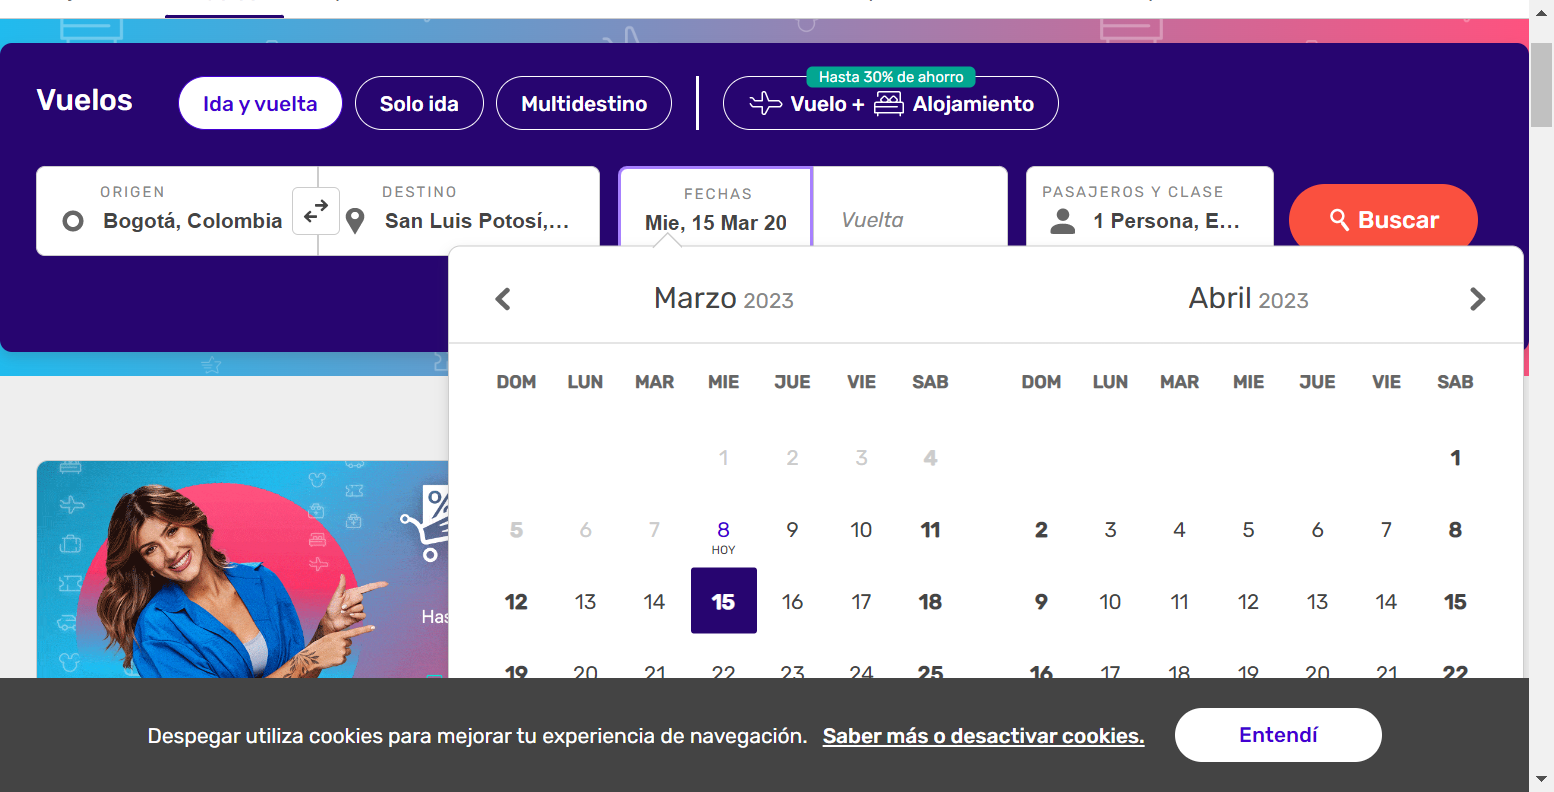 Vuelos
Ida y vuelta
Solo ida
Multidestino
Hasta 30% de ahorro
Vuelo + Alojamiento
ORIGEN
Bogotá, Colombia
DESTINO
San Luis Potosí,...
FECHAS
Mie, 15 Mar 20
Vuelta
PASAJEROS Y CLASE
1 Persona, E...
Buscar
Marzo 2023
DOM LUN MAR MIE JUE VIE SAB
1 2 3 4
5 6 7 8 9 10 11
HOY
12 13 14 15 16 17 18
19 20 21 22 23 24 25
Abril 2023
DOM LUN MAR MIE JUE VIE SAB
1
2 3 4 5 6 7 8
9 10 11 12 13 14 15
16 17 18 19 20 21 22
%
Has
Despegar utiliza cookies para mejorar tu experiencia de navegación. Saber más o desactivar cookies.
Entendí